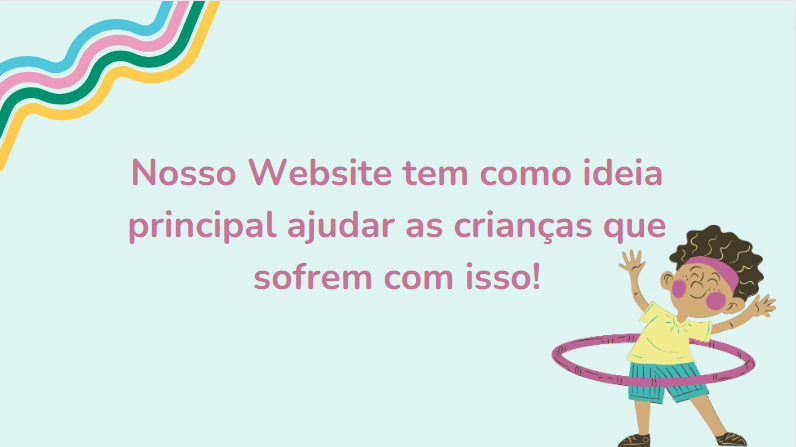 Nosso Website tem como ideia
principal ajudar as crianças que
sofrem com isso!